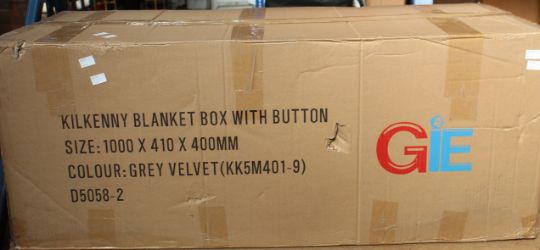 KILKENNY BLANKET BOX WITH BUTTON
SIZE: 1000 X 410 X 400MM
COLOUR: GREY VELVET(KK5M401-9)
D5058-2
GIE